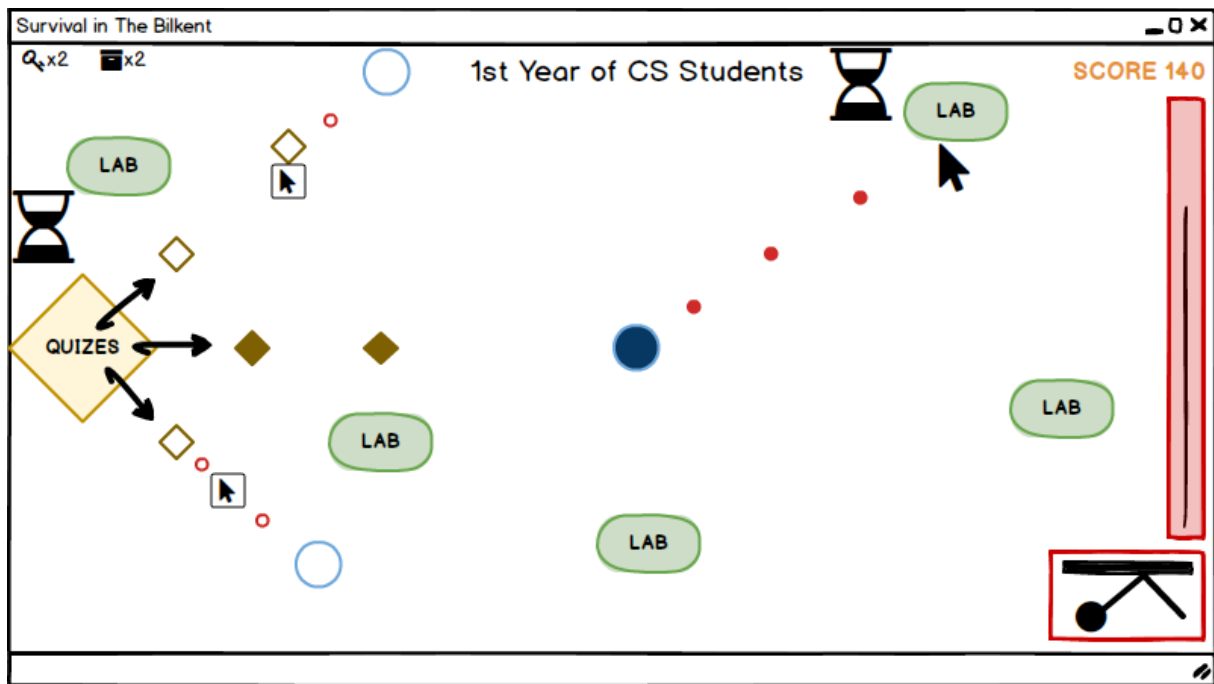 Survival in The Bilkent
x2 x2
1st Year of CS Students
SCORE 140
LAB
LAB
QUIZES
LAB
LAB
LAB